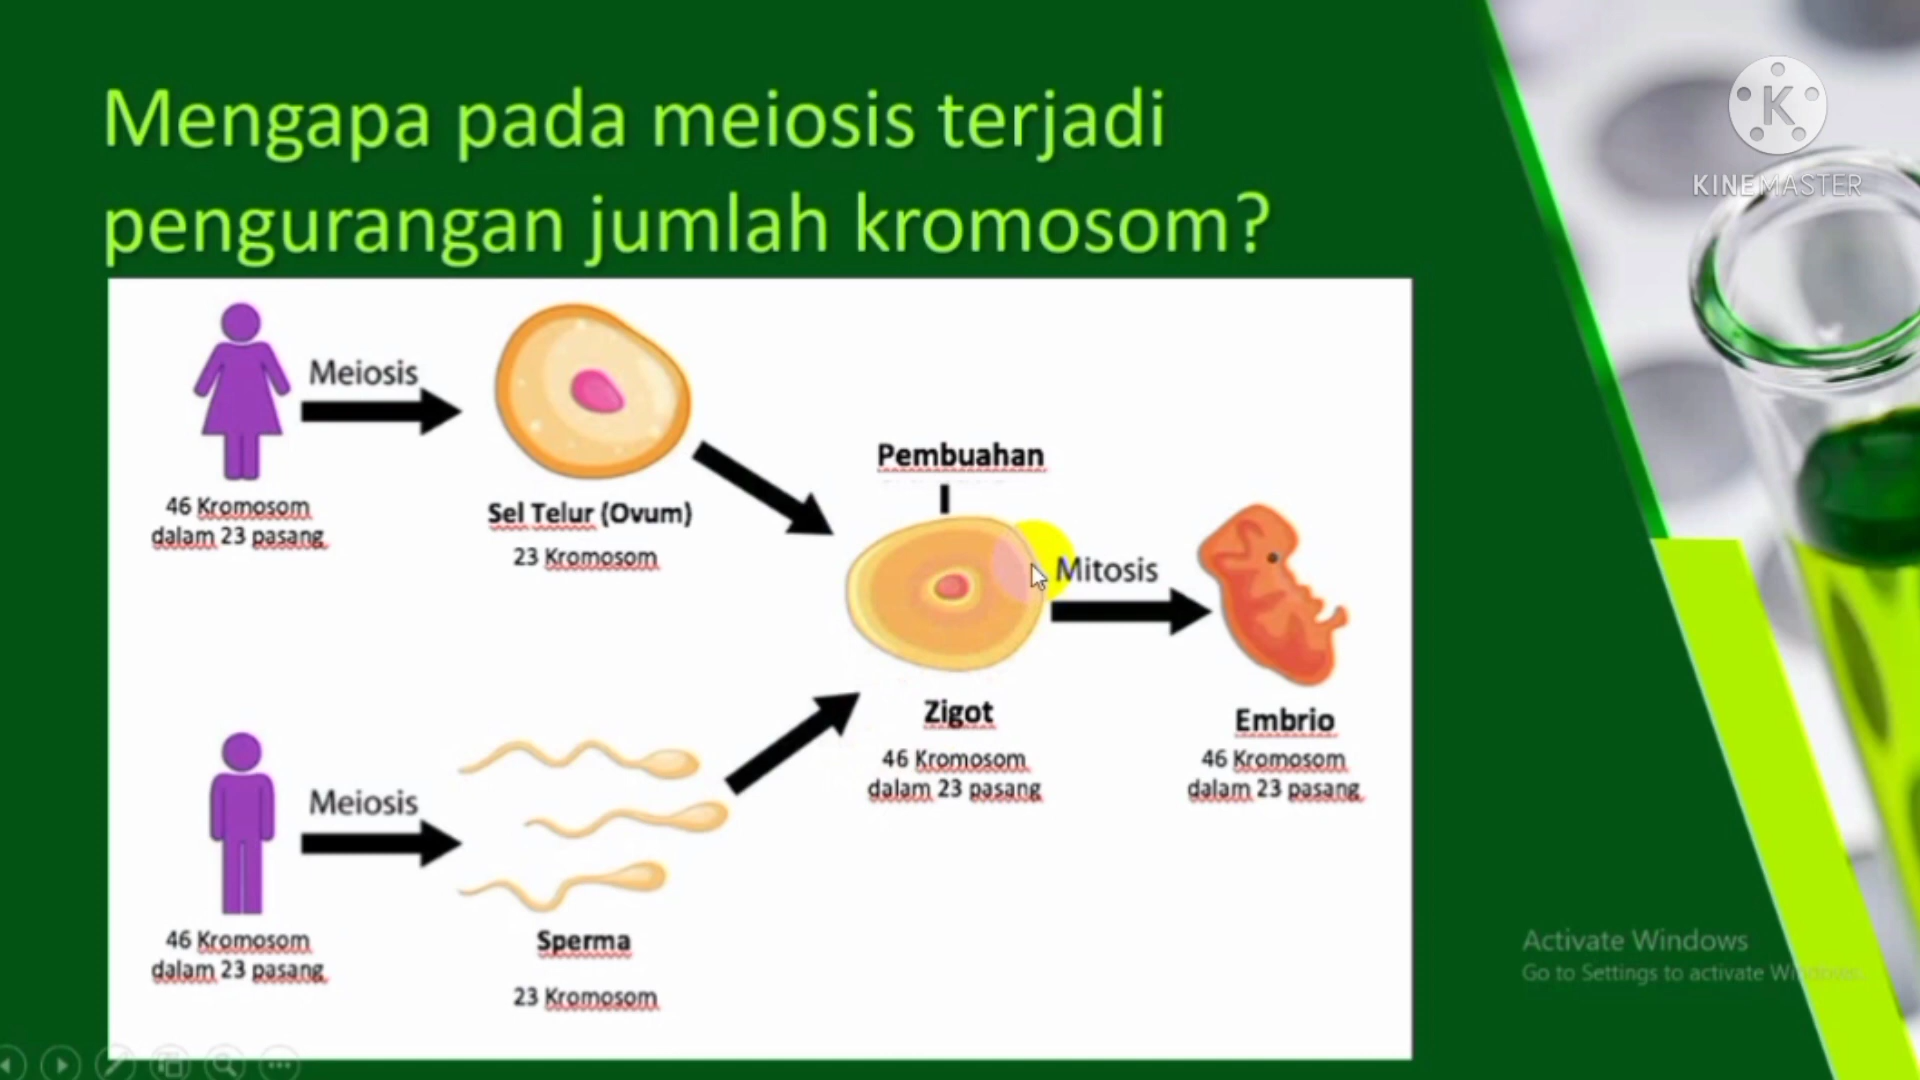 Mengapa pada meiosis terjadi
pengurangan jumlah kromosom?
KINEMASTER
Meiosis
46 Kromosom
dalam 23 pasang
Sel Telur (Ovum)
23 Kromosom
Pembuahan
Mitosis
Zigot
46 Kromosom
dalam 23 pasang
Embrio
46 Kromosom
dalam 23 pasang
Meiosis
46 Kromosom
dalam 23 pasang
Sperma
23 Kromosom
Activate Windows
Go to Settings to activate Windows.